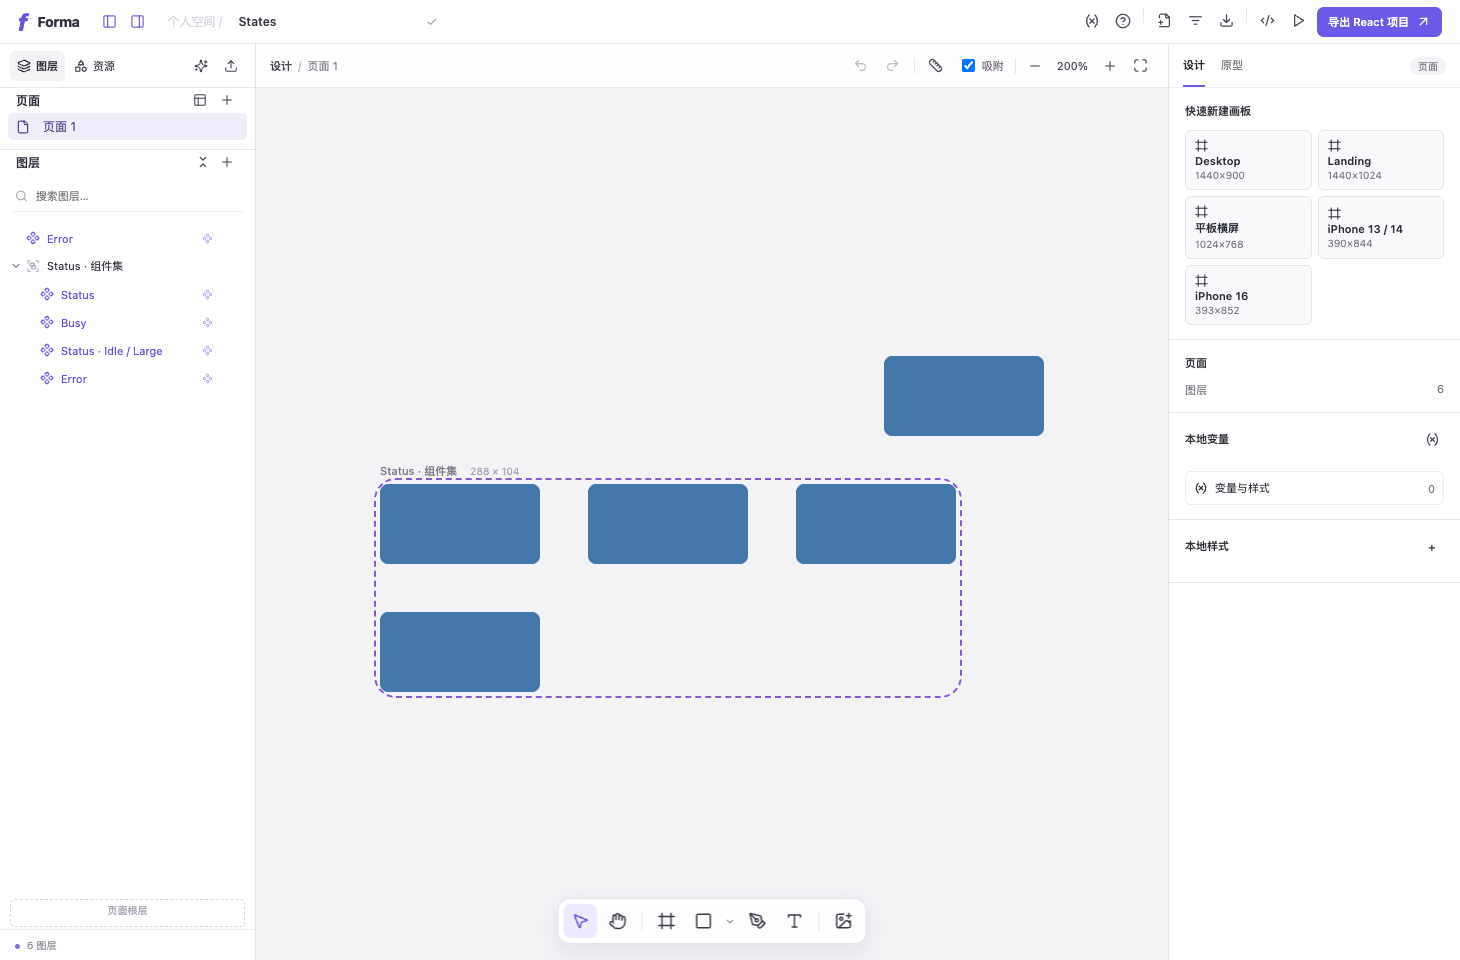 Forma
个人空间 /
States
导出 React 项目
图层
资源
设计 / 页面 1
吸附
200%
设计
原型
页面
页面
页面 1
图层
搜索图层...
Error
Status · 组件集
Status
Busy
Status · Idle / Large
Error
页面根层
6 图层
Status · 组件集 288 × 104
快速新建画板
Desktop
1440×900
Landing
1440×1024
平板横屏
1024×768
iPhone 13 / 14
390×844
iPhone 16
393×852
页面
图层 6
本地变量
变量与样式 0
本地样式